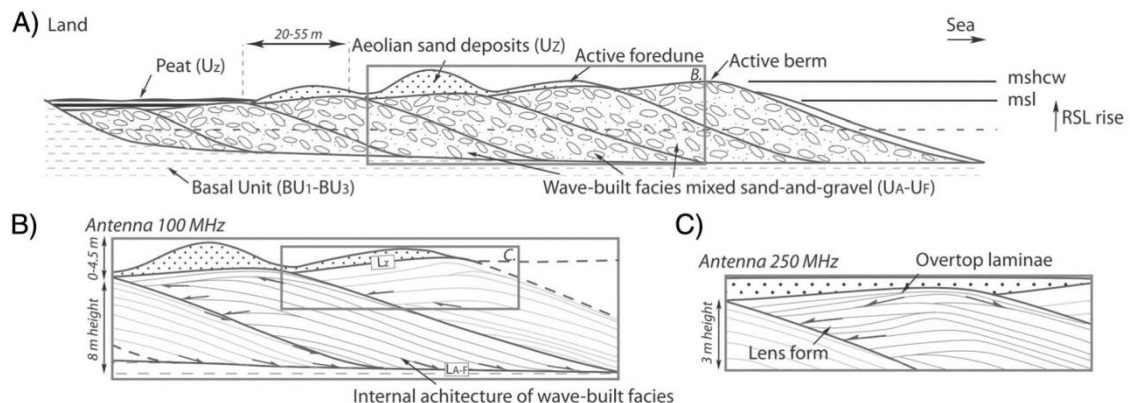 A)
Land
Sea
20-55 m
Aeolian sand deposits (Uz)
Active foredune
Active berm
Peat (Uz)
B.
mshcw
msl
RSL rise
Basal Unit (BU1-BU3)
Wave-built facies mixed sand-and-gravel (UA-UF)
B)
Antenna 100 MHz
0-4.5 m
8 m height
Lz
C
LA-F
Internal achitecture of wave-built facies
C)
Antenna 250 MHz
Overtop laminae
3 m height
Lens form